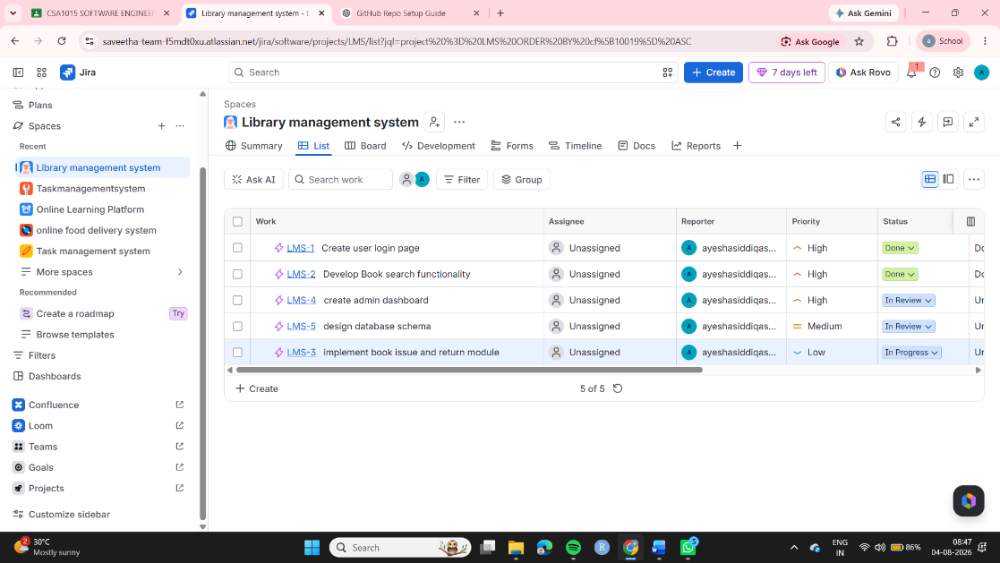 CSA1015 SOFTWARE ENGINEER
Library management system - L
GitHub Repo Setup Guide
Ask Gemini
saveetha-team-f5mdt0xu.atlassian.net/jira/software/projects/LMS/list?jql=project%20%3D%20LMS%20ORDER%20BY%20cf%5B10019%5D%20ASC
Ask Google
a School
Jira
Search
+ Create
7 days left
Ask Rovo
1
A
Plans
Spaces
Recent
Library management system
Taskmanagementsystem
Online Learning Platform
online food delivery system
Task management system
More spaces
Recommended
Create a roadmap Try
Browse templates
Filters
Dashboards
Confluence
Loom
Teams
Goals
Projects
Customize sidebar
Spaces
Library management system
Summary List Board Development Forms Timeline Docs Reports
Ask AI Search work A Filter Group
Work Assignee Reporter Priority Status
LMS-1 Create user login page Unassigned A ayeshasiddiqas... High Done Do
LMS-2 Develop Book search functionality Unassigned A ayeshasiddiqas... High Done Do
LMS-4 create admin dashboard Unassigned A ayeshasiddiqas... High In Review Ur
LMS-5 design database schema Unassigned A ayeshasiddiqas... Medium In Review Ur
LMS-3 implement book issue and return module Unassigned A ayeshasiddiqas... Low In Progress Ur
+ Create 5 of 5
2
30°C
Mostly sunny
Search
R
W
5
ENG
IN
86%
08:47
04-08-2026